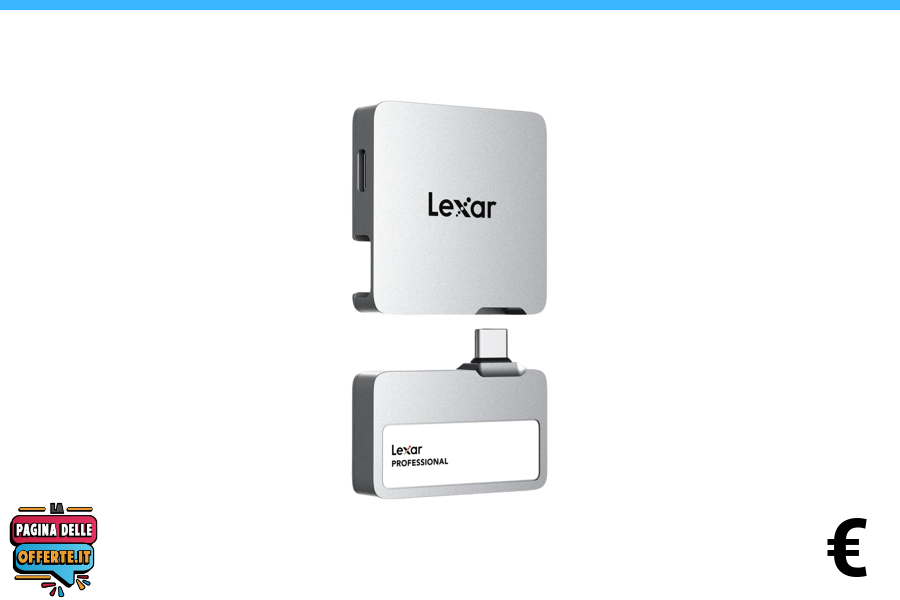 Lexar
Lexar
PROFESSIONAL
LA
PAGINA DELLE
OFFERTE.IT
€